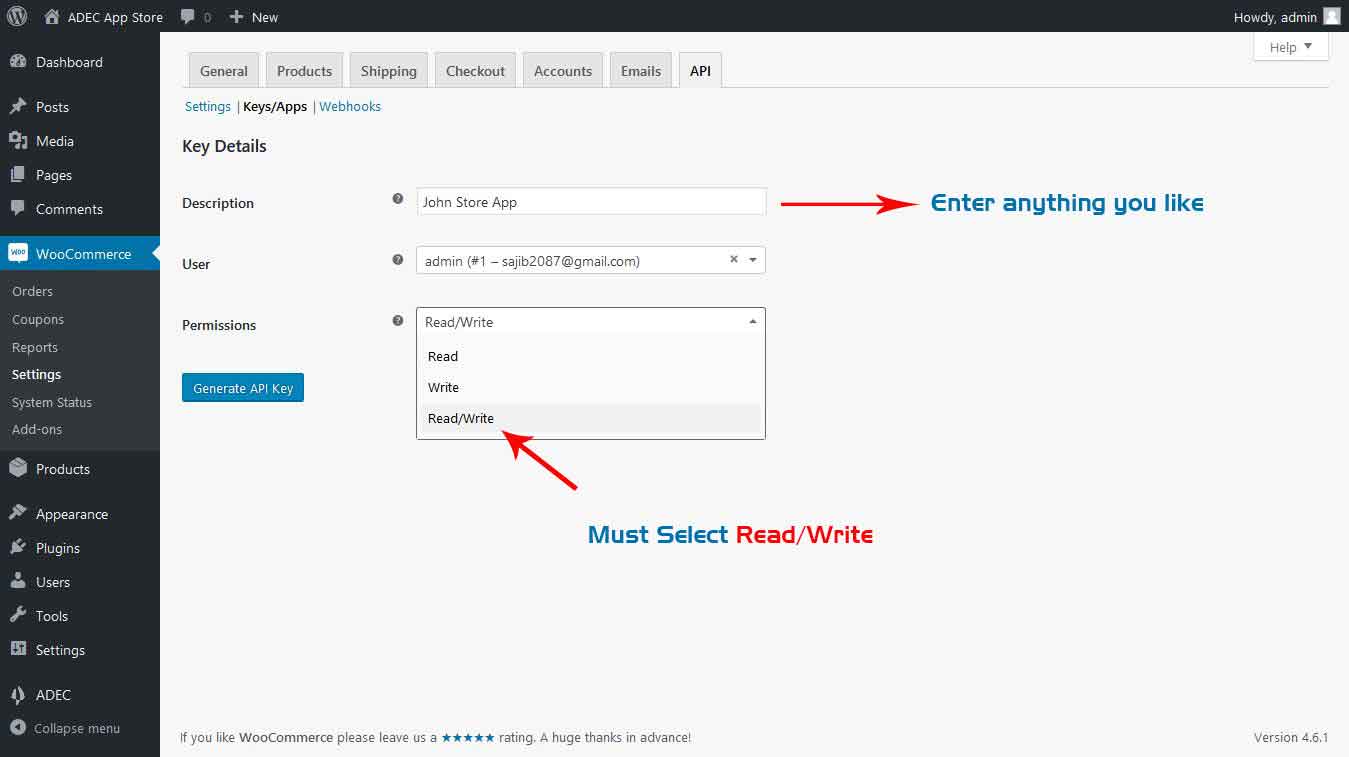 ADEC App Store 0 New Howdy, admin
Help
Dashboard
Posts
Media
Pages
Comments
WooCommerce
Orders
Coupons
Reports
Settings
System Status
Add-ons
Products
Appearance
Plugins
Users
Tools
Settings
ADEC
Collapse menu
General Products Shipping Checkout Accounts Emails API
Settings | Keys/Apps | Webhooks
Key Details
Description ? John Store App Enter anything you like
User ? admin (#1 – sajib2087@gmail.com) ×
Permissions ? Read/Write
Read
Write
Read/Write
Generate API Key
Must Select Read/Write
If you like WooCommerce please leave us a ★★★★★ rating. A huge thanks in advance! Version 4.6.1